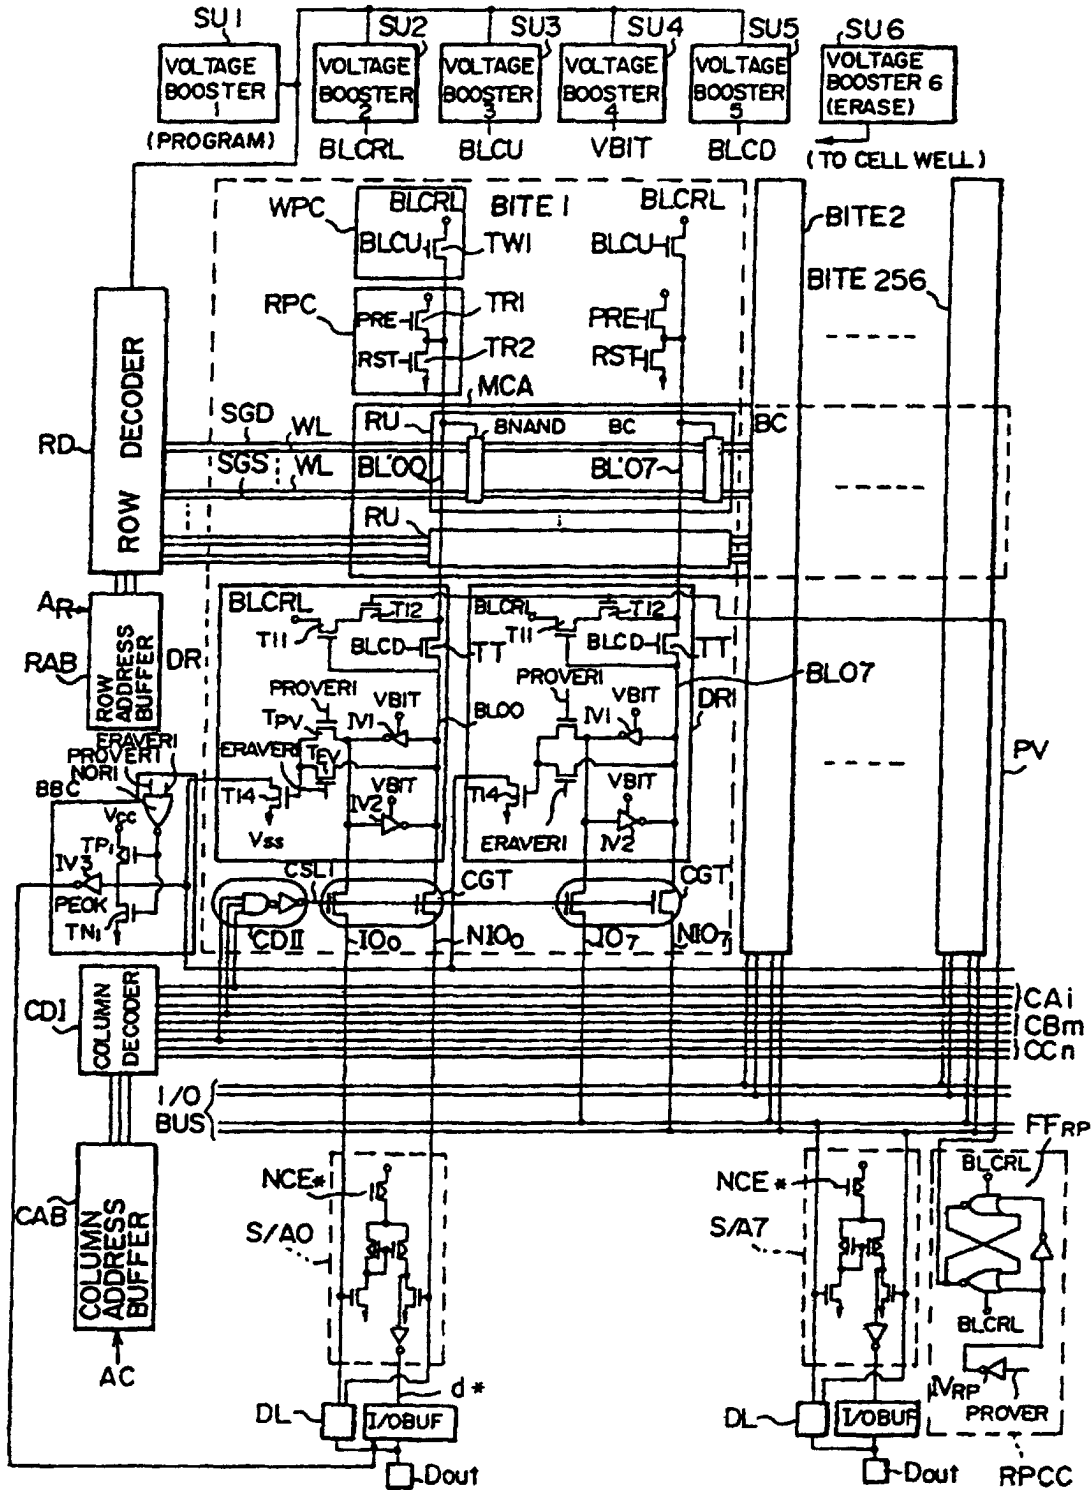 SU1
SU2
SU3
SU4
SU5
SU6
VOLTAGE
BOOSTER
1
VOLTAGE
BOOSTER
2
VOLTAGE
BOOSTER
3
VOLTAGE
BOOSTER
4
VOLTAGE
BOOSTER
5
VOLTAGE
BOOSTER 6
(ERASE)
(PROGRAM)
BLCRL
BLCU
VBIT
BLCD
(TO CELL WELL)
WPC
BLCRL
BITE 1
BLCRL
BITE2
BLCU
TW1
BLCU
BITE 256
RPC
PRE
TR1
PRE
RST
TR2
RST
MCA
ROW DECODER
RD
SGD
WL
RU
BNAND
BC
BC
SGS
WL
BL'00
BL'07
RU
AR
RAB
ROW
ADDRESS
BUFFER
DR
BLCRL
T12
T11
BLCD
TT
BLCRL
T12
T11
BLCD
TT
BL07
PROVER1
VBIT
BL00
TPV
IV1
ERAVER1
TEV
T14
VBIT
IV2
VSS
PROVER1
VBIT
DR1
IV1
T14
VBIT
ERAVER1
IV2
PV
ERAVER1
PROVER1
NOR1
BBC
VCC
TP1
IV3
PEOK
TN1
CSL1
CGT
CGT
CDII
IO0
NIO0
IO7
NIO7
CDI
COLUMN
DECODER
CAi
CBm
CCn
I/O
BUS
FFRP
CAB
COLUMN
ADDRESS
BUFFER
AC
NCE*
S/A0
NCE*
S/A7
BLCRL
BLCRL
IVRP
PROVER
RPCC
d*
DL
I/OBUF
Dout
DL
I/OBUF
Dout